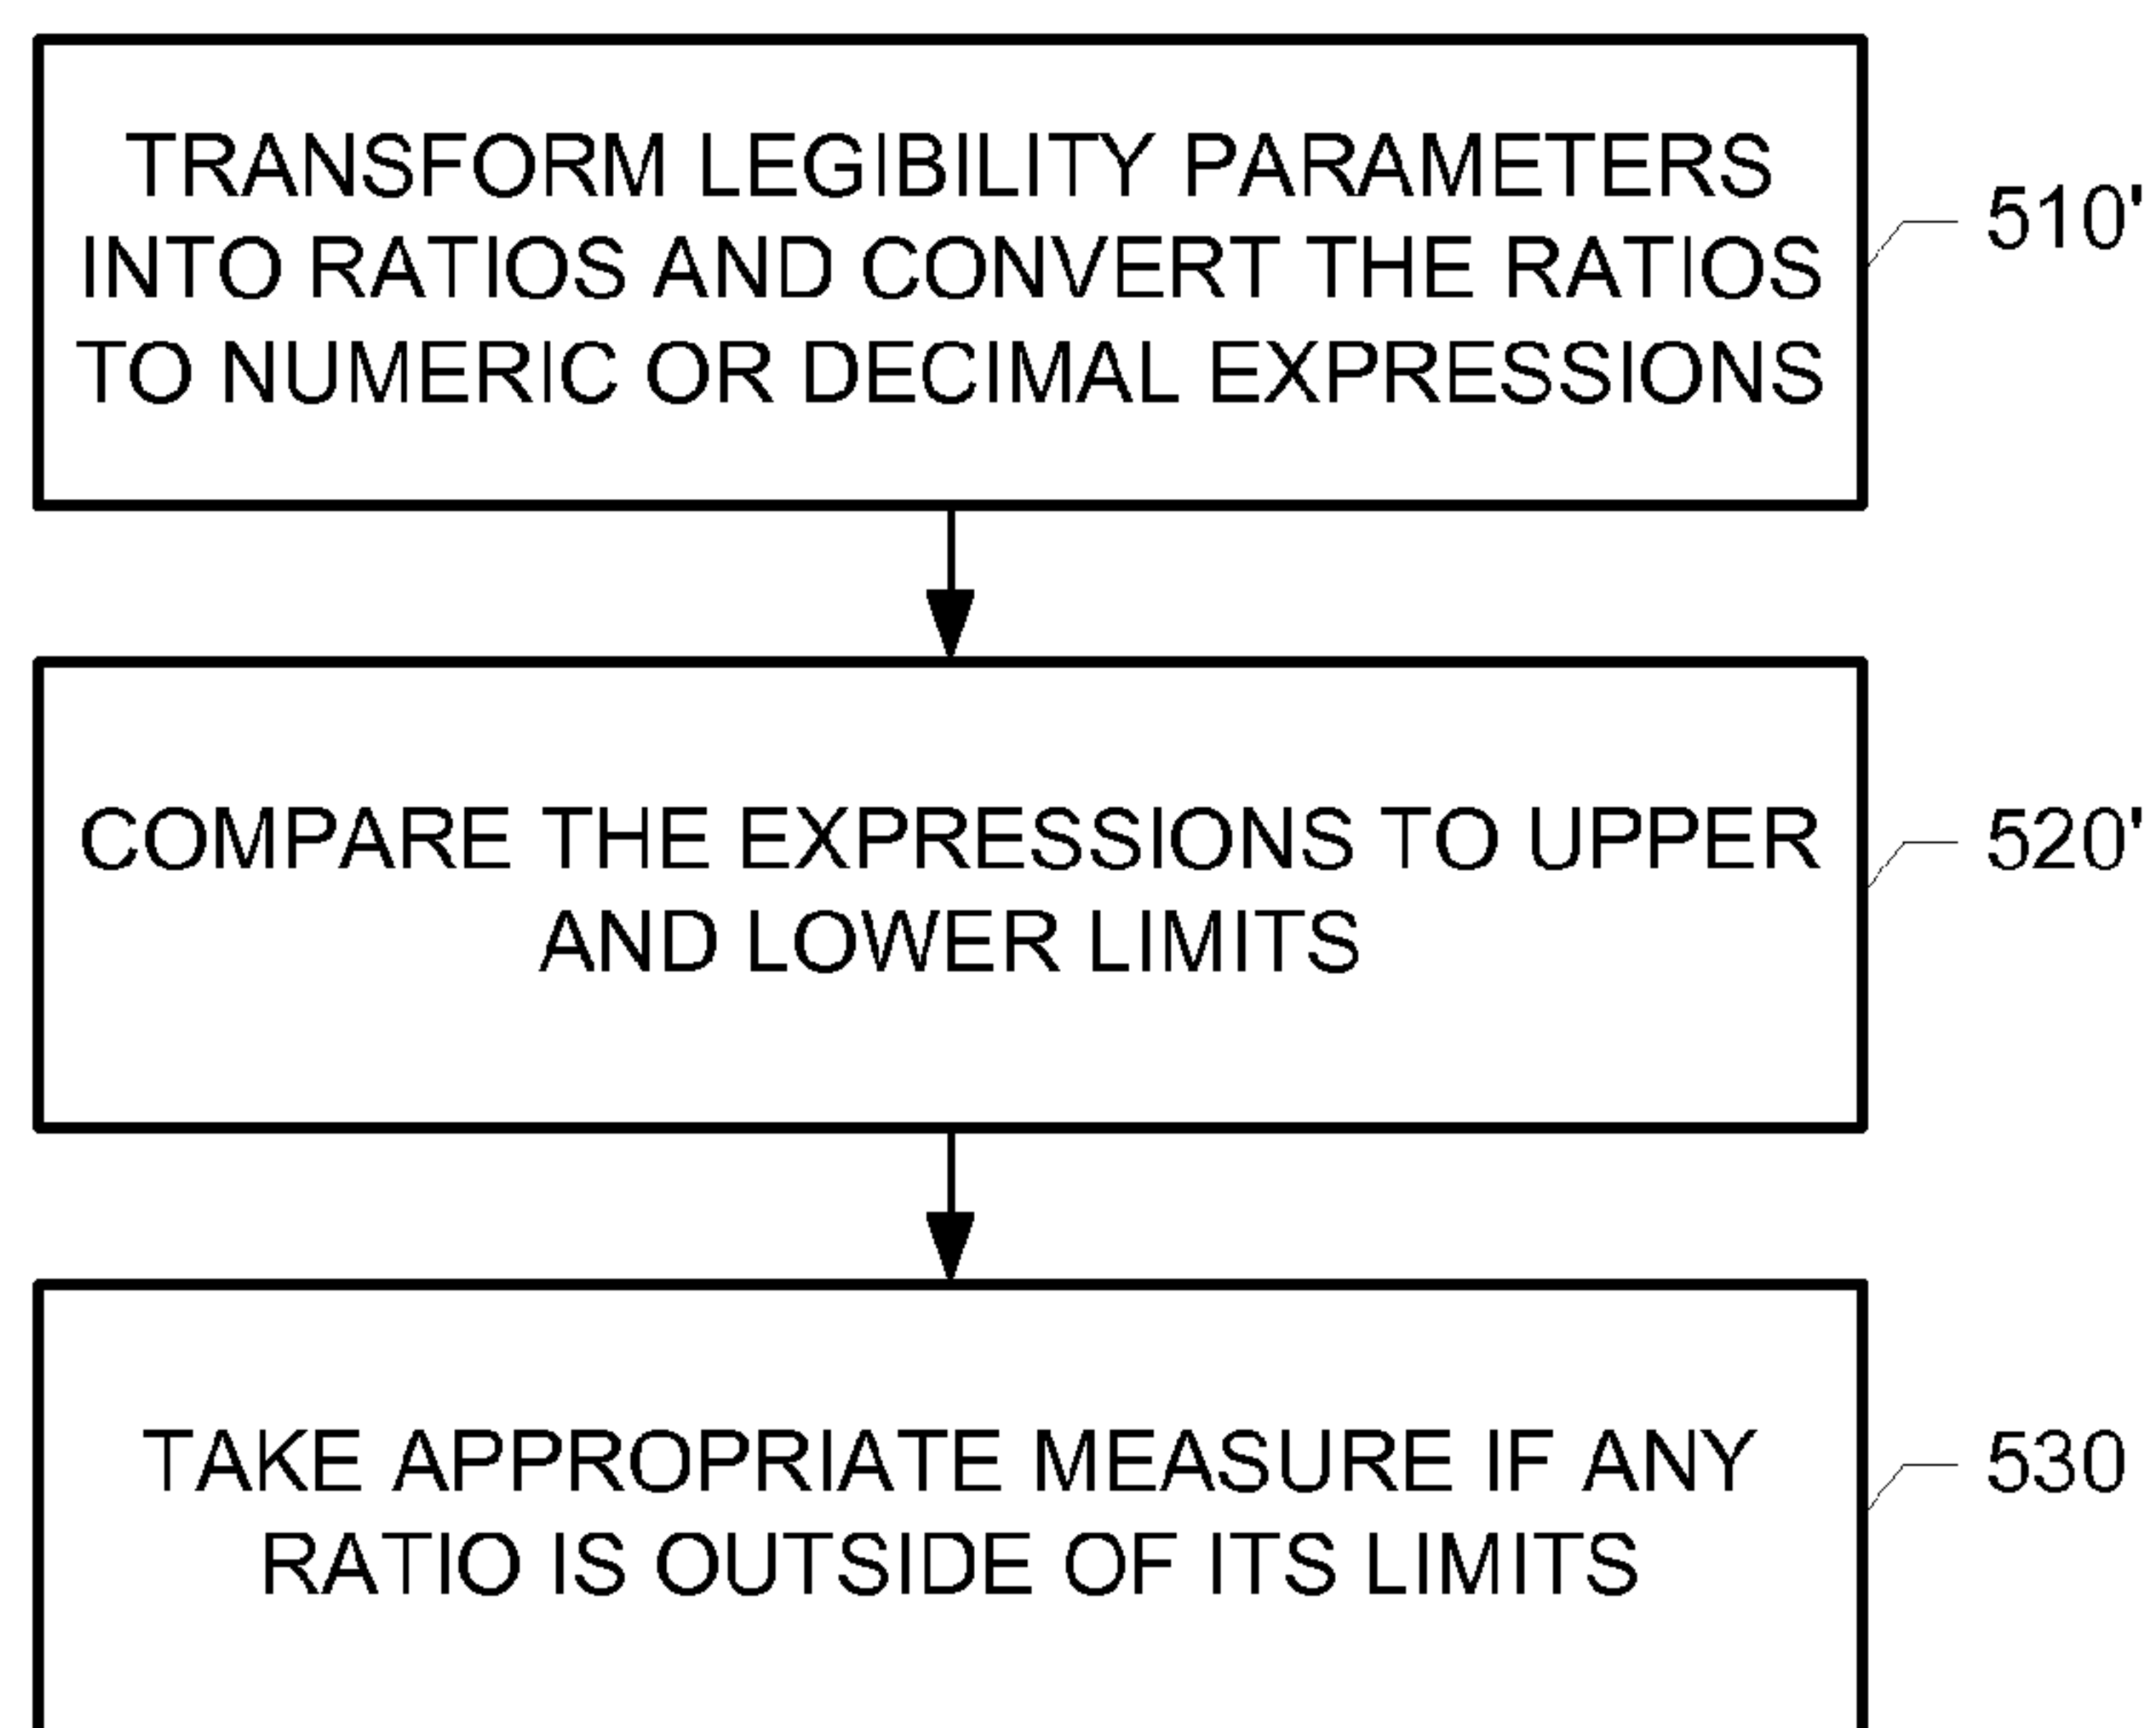 TRANSFORM LEGIBILITY PARAMETERS
INTO RATIOS AND CONVERT THE RATIOS
TO NUMERIC OR DECIMAL EXPRESSIONS
510'
COMPARE THE EXPRESSIONS TO UPPER
AND LOWER LIMITS
520'
TAKE APPROPRIATE MEASURE IF ANY
RATIO IS OUTSIDE OF ITS LIMITS
530